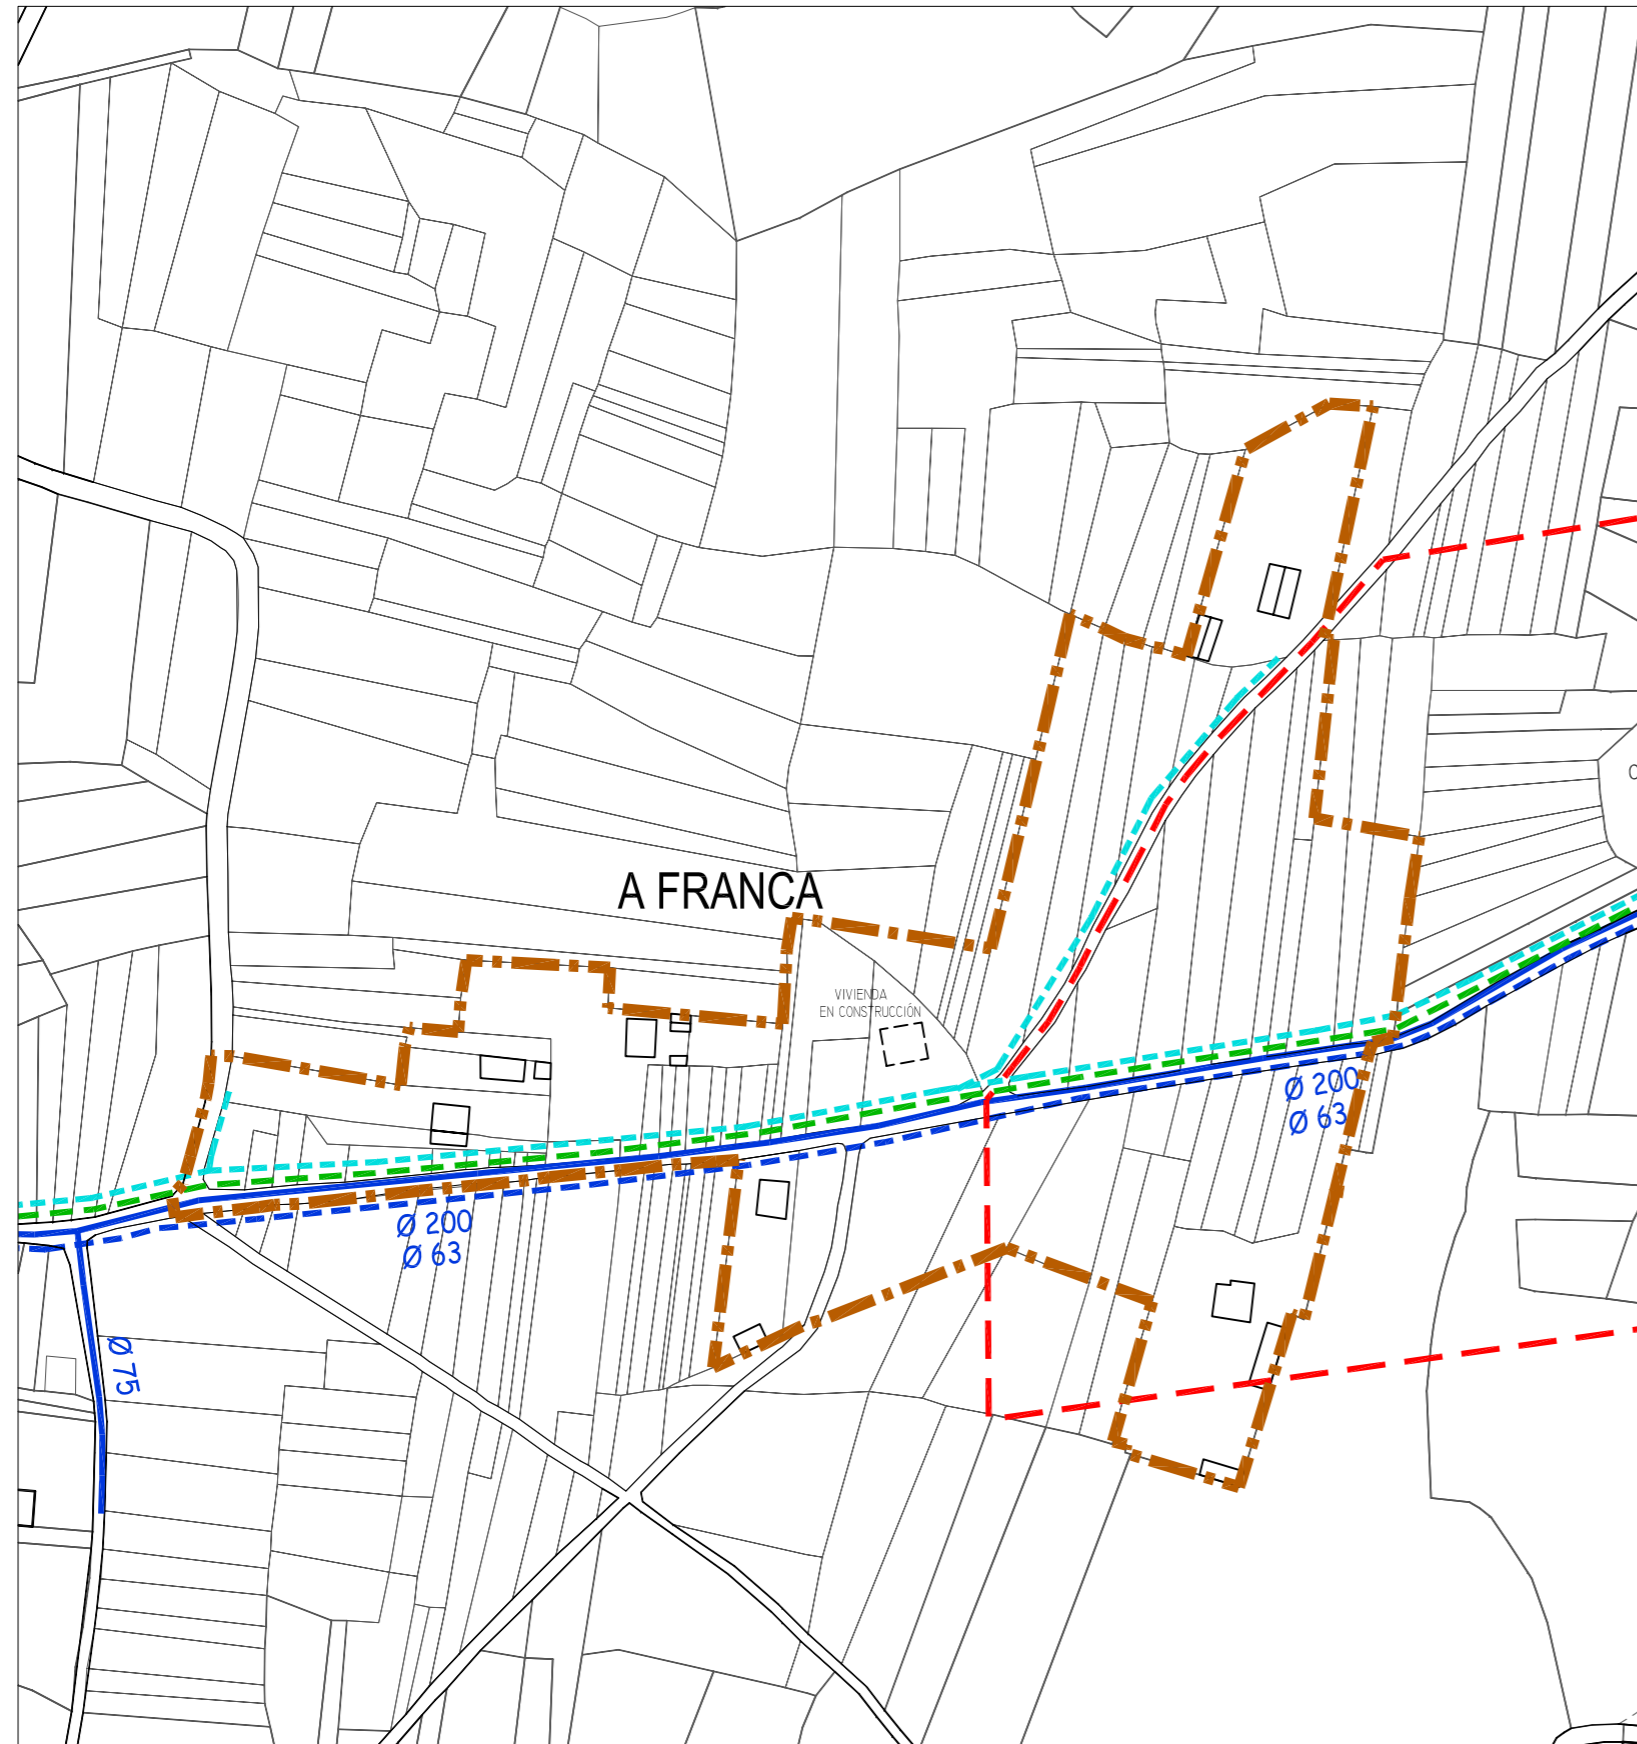 A FRANCA
VIVIENDA
EN CONSTRUCCIÓN
Ø 200
Ø 63
Ø 200
Ø 63
Ø 75